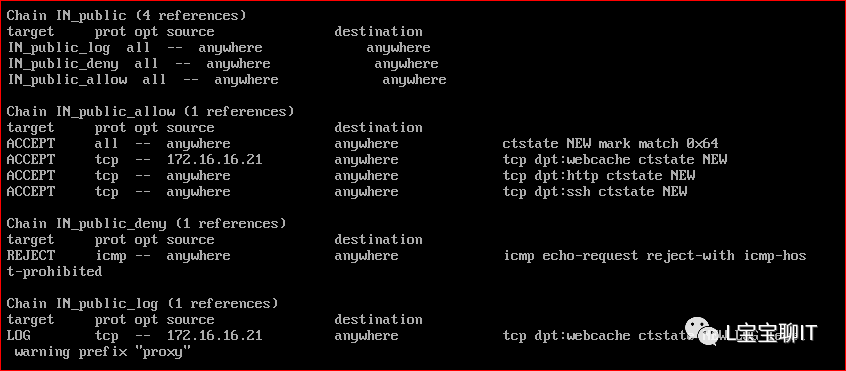 Chain IN_public (4 references)
target prot opt source destination
IN_public_log all -- anywhere anywhere
IN_public_deny all -- anywhere anywhere
IN_public_allow all -- anywhere anywhere
Chain IN_public_allow (1 references)
target prot opt source destination
ACCEPT all -- anywhere anywhere ctstate NEW mark match 0x64
ACCEPT tcp -- 172.16.16.21 anywhere tcp dpt:webcache ctstate NEW
ACCEPT tcp -- anywhere anywhere tcp dpt:http ctstate NEW
ACCEPT tcp -- anywhere anywhere tcp dpt:ssh ctstate NEW
Chain IN_public_deny (1 references)
target prot opt source destination
REJECT icmp -- anywhere anywhere icmp echo-request reject-with icmp-hos
t-prohibited
Chain IN_public_log (1 references)
target prot opt source destination
LOG tcp -- 172.16.16.21 anywhere tcp dpt:webcache ctstate
L宝宝聊IT
warning prefix "proxy"